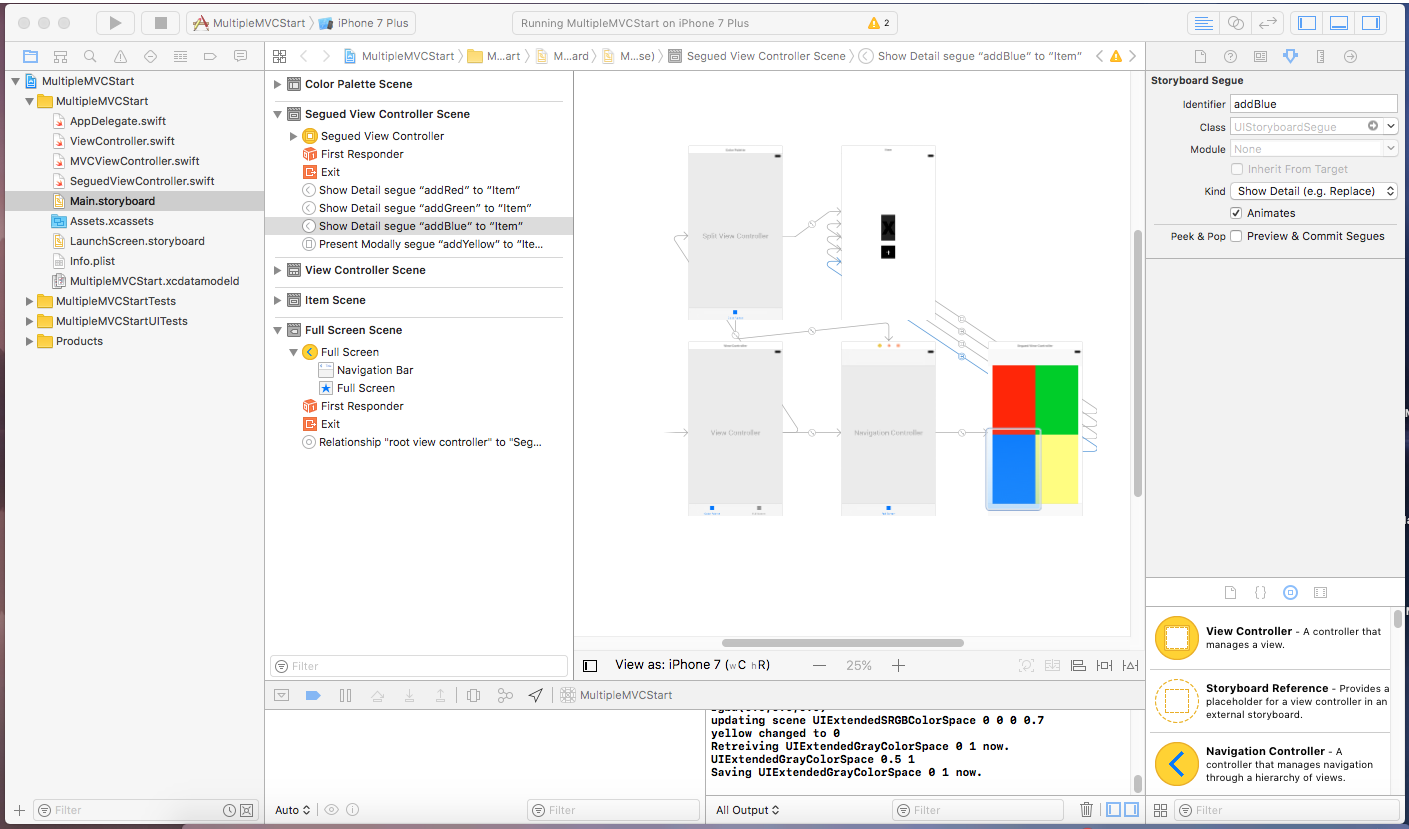 MultipleMVCStart iPhone 7 Plus
Running MultipleMVCStart on iPhone 7 Plus
2
MultipleMVCStart
MultipleMVCStart
AppDelegate.swift
ViewController.swift
MVCViewController.swift
SeguedViewController.swift
Main.storyboard
Assets.xcassets
LaunchScreen.storyboard
Info.plist
MultipleMVCStart.xcdatamodeld
MultipleMVCStartTests
MultipleMVCStartUITests
Products
Filter
MultipleMVCStart M...art M...ard M...se) Segued View Controller Scene Show Detail segue “addBlue” to “Item”
Color Palette Scene
Segued View Controller Scene
Segued View Controller
First Responder
Exit
Show Detail segue “addRed” to “Item”
Show Detail segue “addGreen” to “Item”
Show Detail segue “addBlue” to “Item”
Present Modally segue “addYellow” to “Ite...
View Controller Scene
Item Scene
Full Screen Scene
Full Screen
Navigation Bar
Full Screen
First Responder
Exit
Relationship "root view controller" to "Seg...
Filter
Split View Controller
X
View Controller
Navigation Controller
View as: iPhone 7 (wC hR)
25%
MultipleMVCStart
updating scene UIExtendedSRGBColorSpace 0 0 0 0.7
yellow changed to 0
Retreiving UIExtendedGrayColorSpace 0 1 now.
UIExtendedGrayColorSpace 0.5 1
Saving UIExtendedGrayColorSpace 0 1 now.
Auto
Filter
All Output
Filter
Storyboard Segue
Identifier addBlue
Class UIStoryboardSegue
Module None
Inherit From Target
Kind Show Detail (e.g. Replace)
Animates
Peek & Pop Preview & Commit Segues
View Controller - A controller that
manages a view.
Storyboard Reference - Provides a
placeholder for a view controller in an
external storyboard.
Navigation Controller - A
controller that manages navigation
through a hierarchy of views.
Filter